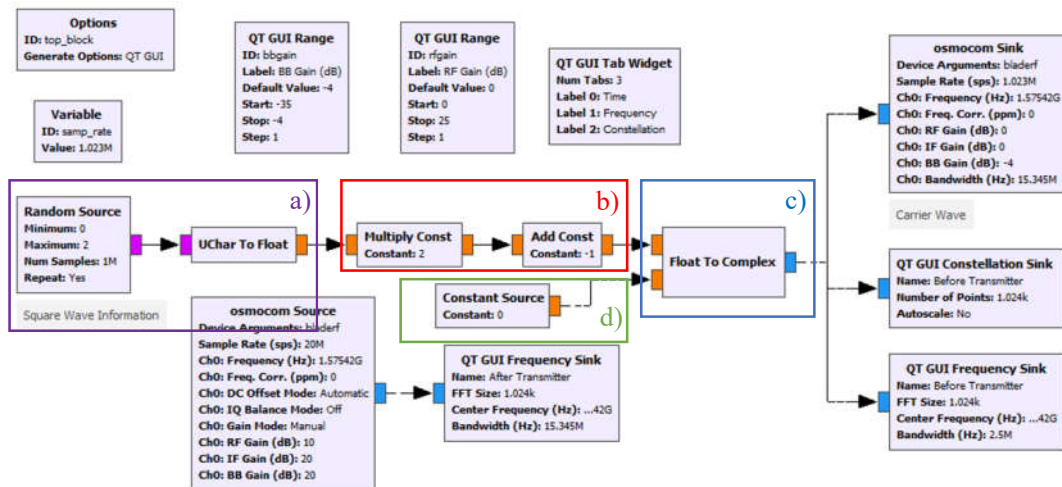 Options
ID: top_block
Generate Options: QT GUI
Variable
ID: samp_rate
Value: 1.023M
QT GUI Range
ID: bbgain
Label: BB Gain (dB)
Default Value: -4
Start: -35
Stop: -4
Step: 1
QT GUI Range
ID: rfgain
Label: RF Gain (dB)
Default Value: 0
Start: 0
Stop: 25
Step: 1
QT GUI Tab Widget
Num Tabs: 3
Label 0: Time
Label 1: Frequency
Label 2: Constellation
osmocom Sink
Device Arguments: bladerf
Sample Rate (sps): 1.023M
Ch0: Frequency (Hz): 1.57542G
Ch0: Freq. Corr. (ppm): 0
Ch0: RF Gain (dB): 0
Ch0: IF Gain (dB): 0
Ch0: BB Gain (dB): -4
Ch0: Bandwidth (Hz): 15.345M
Carrier Wave
a)
Random Source
Minimum: 0
Maximum: 2
Num Samples: 1M
Repeat: Yes
UChar To Float
Square Wave Information
b)
Multiply Const
Constant: 2
Add Const
Constant: -1
c)
Float To Complex
Constant Source
Constant: 0
d)
QT GUI Constellation Sink
Name: Before Transmitter
Number of Points: 1.024k
Autoscale: No
osmocom Source
Device Arguments: bladerf
Sample Rate (sps): 20M
Ch0: Frequency (Hz): 1.57542G
Ch0: Freq. Corr. (ppm): 0
Ch0: DC Offset Mode: Automatic
Ch0: IQ Balance Mode: Off
Ch0: Gain Mode: Manual
Ch0: RF Gain (dB): 10
Ch0: IF Gain (dB): 20
Ch0: BB Gain (dB): 20
QT GUI Frequency Sink
Name: After Transmitter
FFT Size: 1.024k
Center Frequency (Hz): ...42G
Bandwidth (Hz): 15.345M
QT GUI Frequency Sink
Name: Before Transmitter
FFT Size: 1.024k
Center Frequency (Hz): ...42G
Bandwidth (Hz): 2.5M